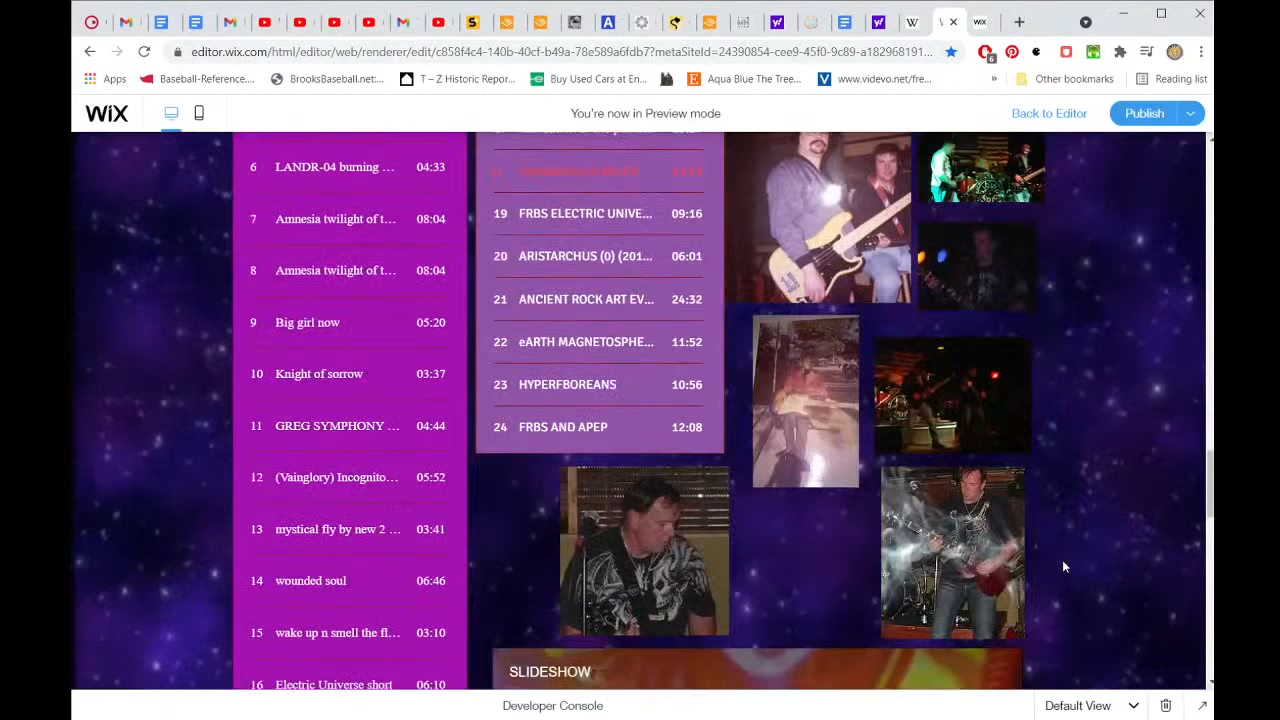 editor.wix.com/html/editor/web/renderer/edit/c858f4c4-140b-40cf-b49a-78e589a6fdb7?metaSiteId=24390854-cee9-45f0-9c89-a182968191...
6
Apps
Baseball-Reference....
BrooksBaseball.net:...
T – Z Historic Repor...
Buy Used Cars at En...
Aqua Blue The Tree...
www.videvo.net/fre...
»
Other bookmarks
Reading list
WiX
You're now in Preview mode
Back to Editor
Publish
6 LANDR-04 burning ... 04:33
7 Amnesia twilight of t... 08:04
8 Amnesia twilight of t... 08:04
9 Big girl now 05:20
10 Knight of sorrow 03:37
11 GREG SYMPHONY ... 04:44
12 (Vainglory) Incognito... 05:52
13 mystical fly by new 2 ... 03:41
14 wounded soul 06:46
15 wake up n smell the fl... 03:10
16 Electric Universe short 06:10
19 FRBS ELECTRIC UNIVE... 09:16
20 ARISTARCHUS (0) (201... 06:01
21 ANCIENT ROCK ART EV... 24:32
22 eARTH MAGNETOSPHE... 11:52
23 HYPERFBOREANS 10:56
24 FRBS AND APEP 12:08
SLIDESHOW
Developer Console
Default View